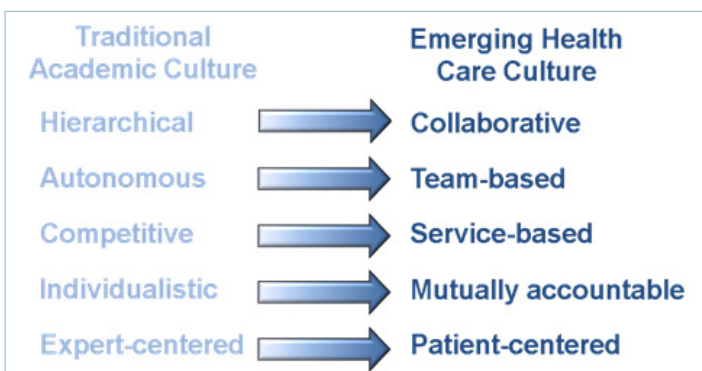 Traditional
Academic Culture
Emerging Health
Care Culture
Hierarchical
Collaborative
Autonomous
Team-based
Competitive
Service-based
Individualistic
Mutually accountable
Expert-centered
Patient-centered